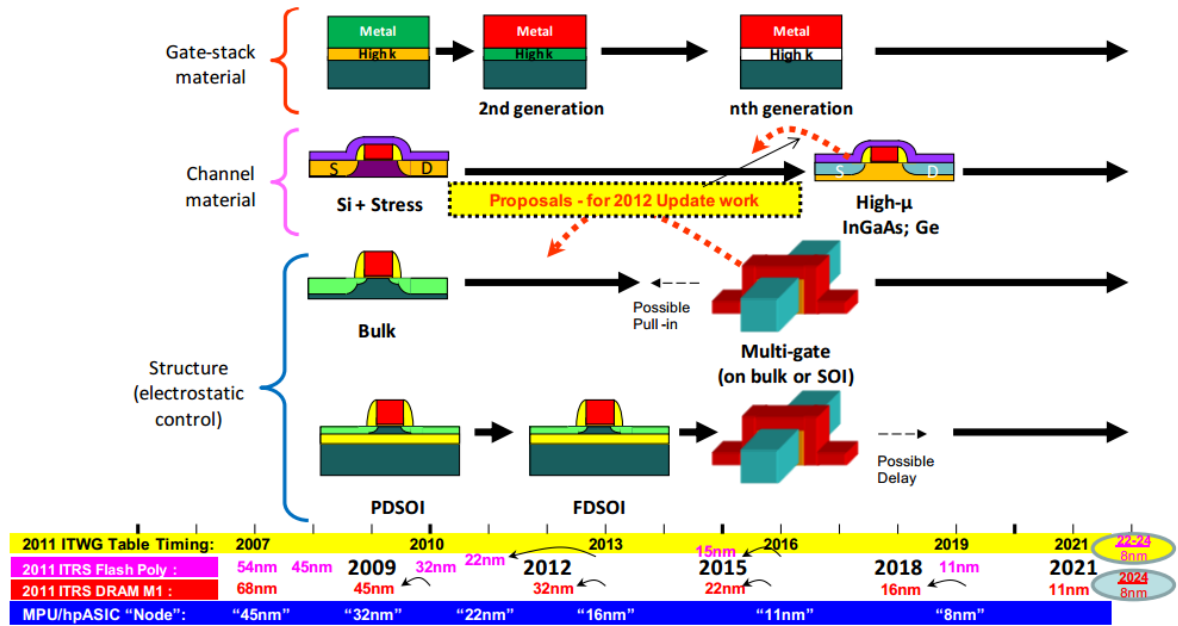 Gate-stack
material
Metal
High k
Metal
High k
2nd generation
Metal
High k
nth generation
Channel
material
S
D
Si + Stress
Proposals - for 2012 Update work
S
D
High-μ
InGaAs; Ge
Structure
(electrostatic
control)
Bulk
Possible
Pull-in
Multi-gate
(on bulk or SOI)
PDSOI
FDSOI
Possible
Delay
2011 ITWG Table Timing: 2007 2010 2013 2016 2019 2021 22-24
2011 ITRS Flash Poly : 54nm 45nm 2009 32nm 22nm 2012 15nm 2015 2018 11nm 2021 8nm
2011 ITRS DRAM M1 : 68nm 45nm 32nm 22nm 16nm 11nm 2024
8nm
MPU/hpASIC “Node”: “45nm” “32nm” “22nm” “16nm” “11nm” “8nm”